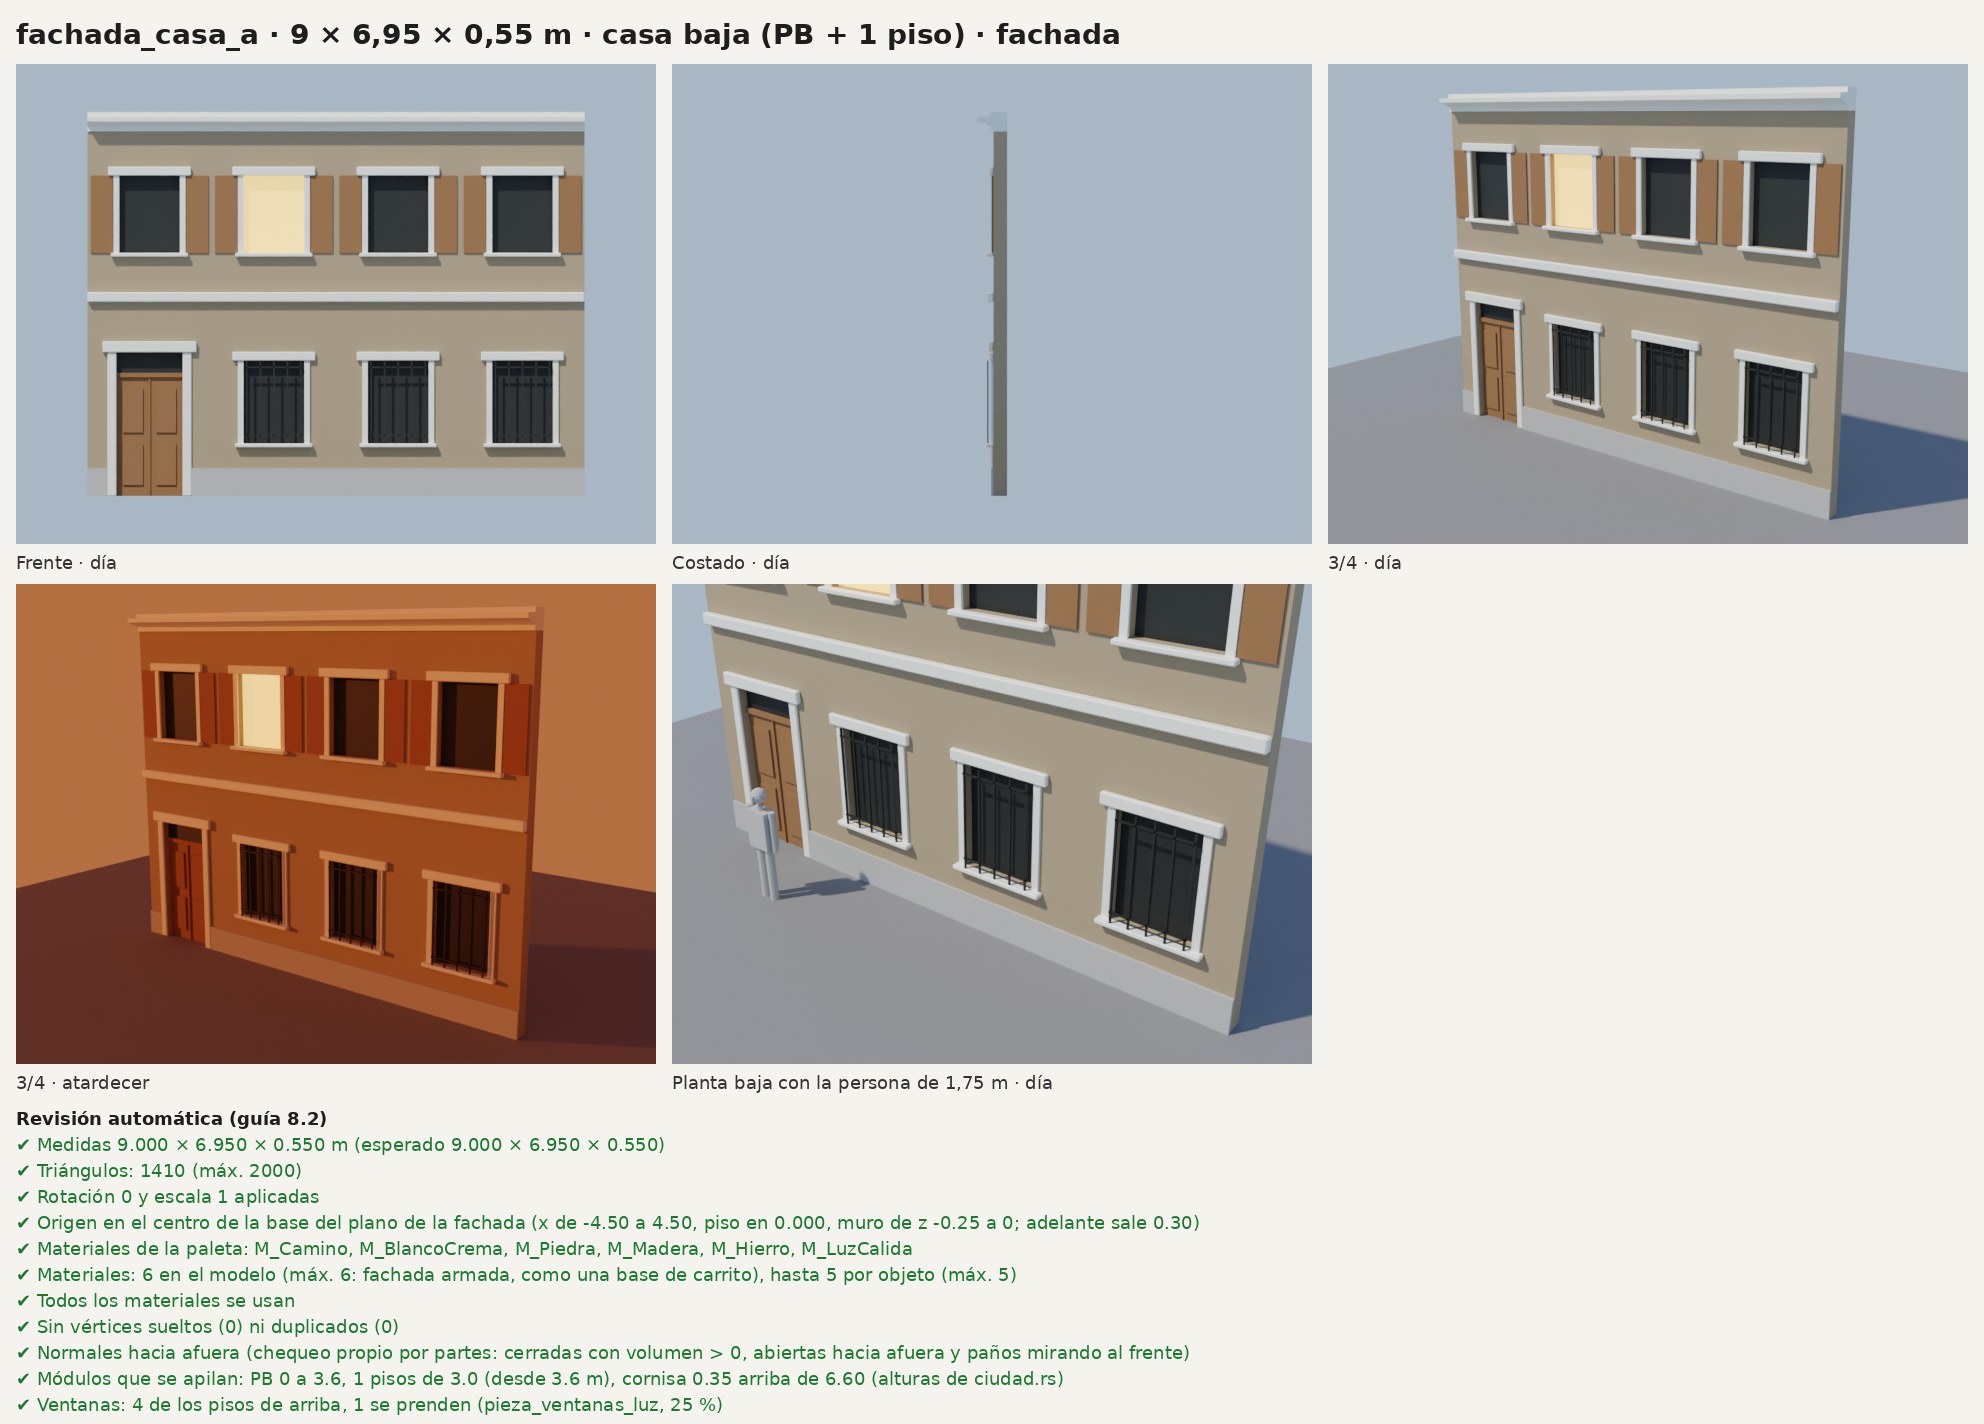 fachada_casa_a · 9 × 6,95 × 0,55 m · casa baja (PB + 1 piso) · fachada
Frente · día
Costado · día
3/4 · día
3/4 · atardecer
Planta baja con la persona de 1,75 m · día
Revisión automática (guía 8.2)
✔ Medidas 9.000 × 6.950 × 0.550 m (esperado 9.000 × 6.950 × 0.550)
✔ Triángulos: 1410 (máx. 2000)
✔ Rotación 0 y escala 1 aplicadas
✔ Origen en el centro de la base del plano de la fachada (x de -4.50 a 4.50, piso en 0.000, muro de z -0.25 a 0; adelante sale 0.30)
✔ Materiales de la paleta: M_Camino, M_BlancoCrema, M_Piedra, M_Madera, M_Hierro, M_LuzCalida
✔ Materiales: 6 en el modelo (máx. 6: fachada armada, como una base de carrito), hasta 5 por objeto (máx. 5)
✔ Todos los materiales se usan
✔ Sin vértices sueltos (0) ni duplicados (0)
✔ Normales hacia afuera (chequeo propio por partes: cerradas con volumen > 0, abiertas hacia afuera y paños mirando al frente)
✔ Módulos que se apilan: PB 0 a 3.6, 1 pisos de 3.0 (desde 3.6 m), cornisa 0.35 arriba de 6.60 (alturas de ciudad.rs)
✔ Ventanas: 4 de los pisos de arriba, 1 se prenden (pieza_ventanas_luz, 25 %)